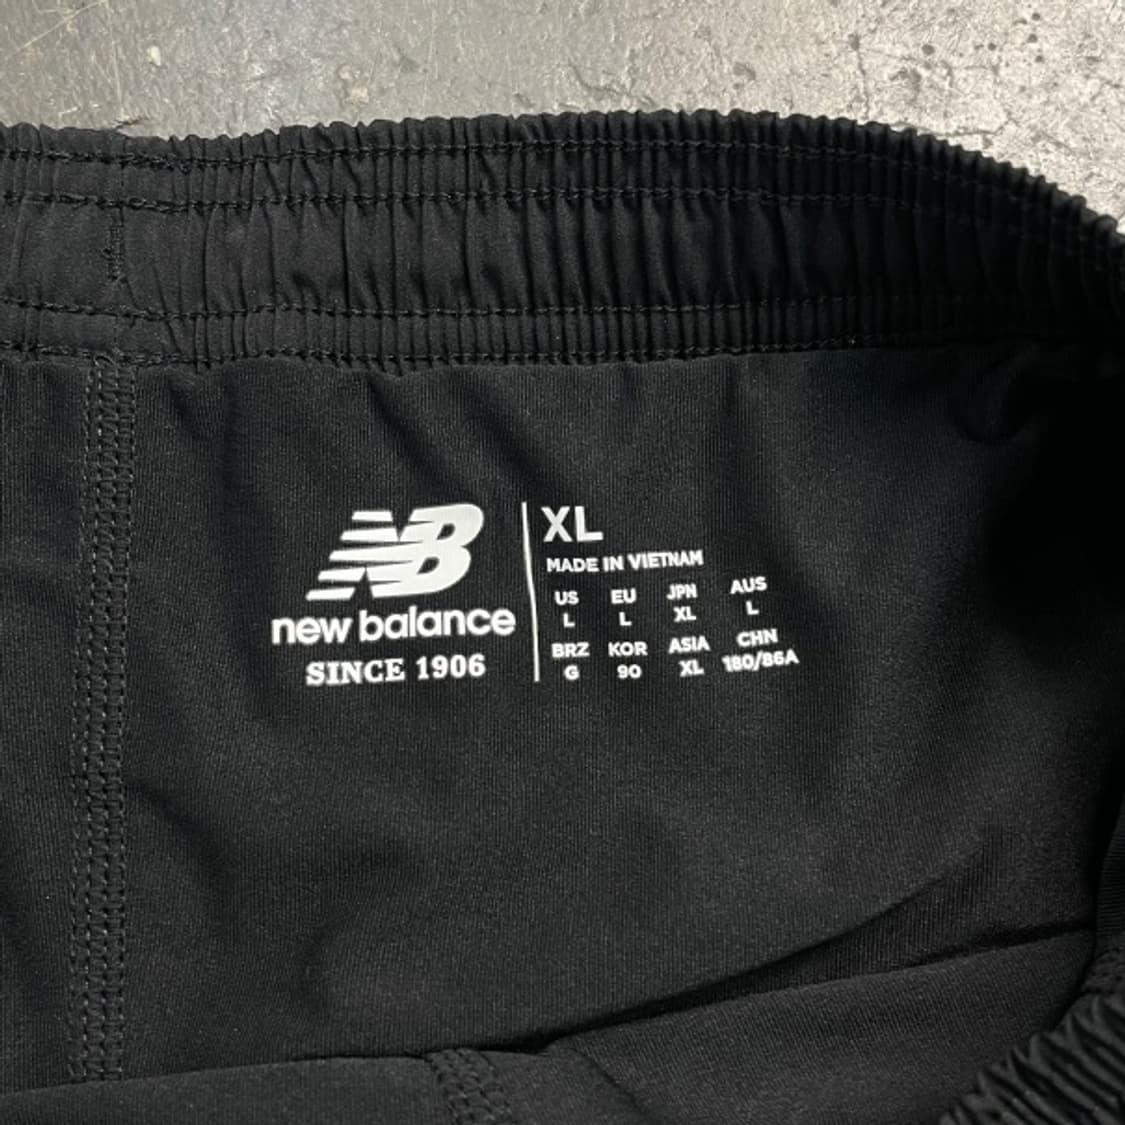 NB
new balance
SINCE 1906
XL
MADE IN VIETNAM
US EU JPN AUS
L L XL L
BRZ KOR ASIA CHN
G 90 XL 180/86A